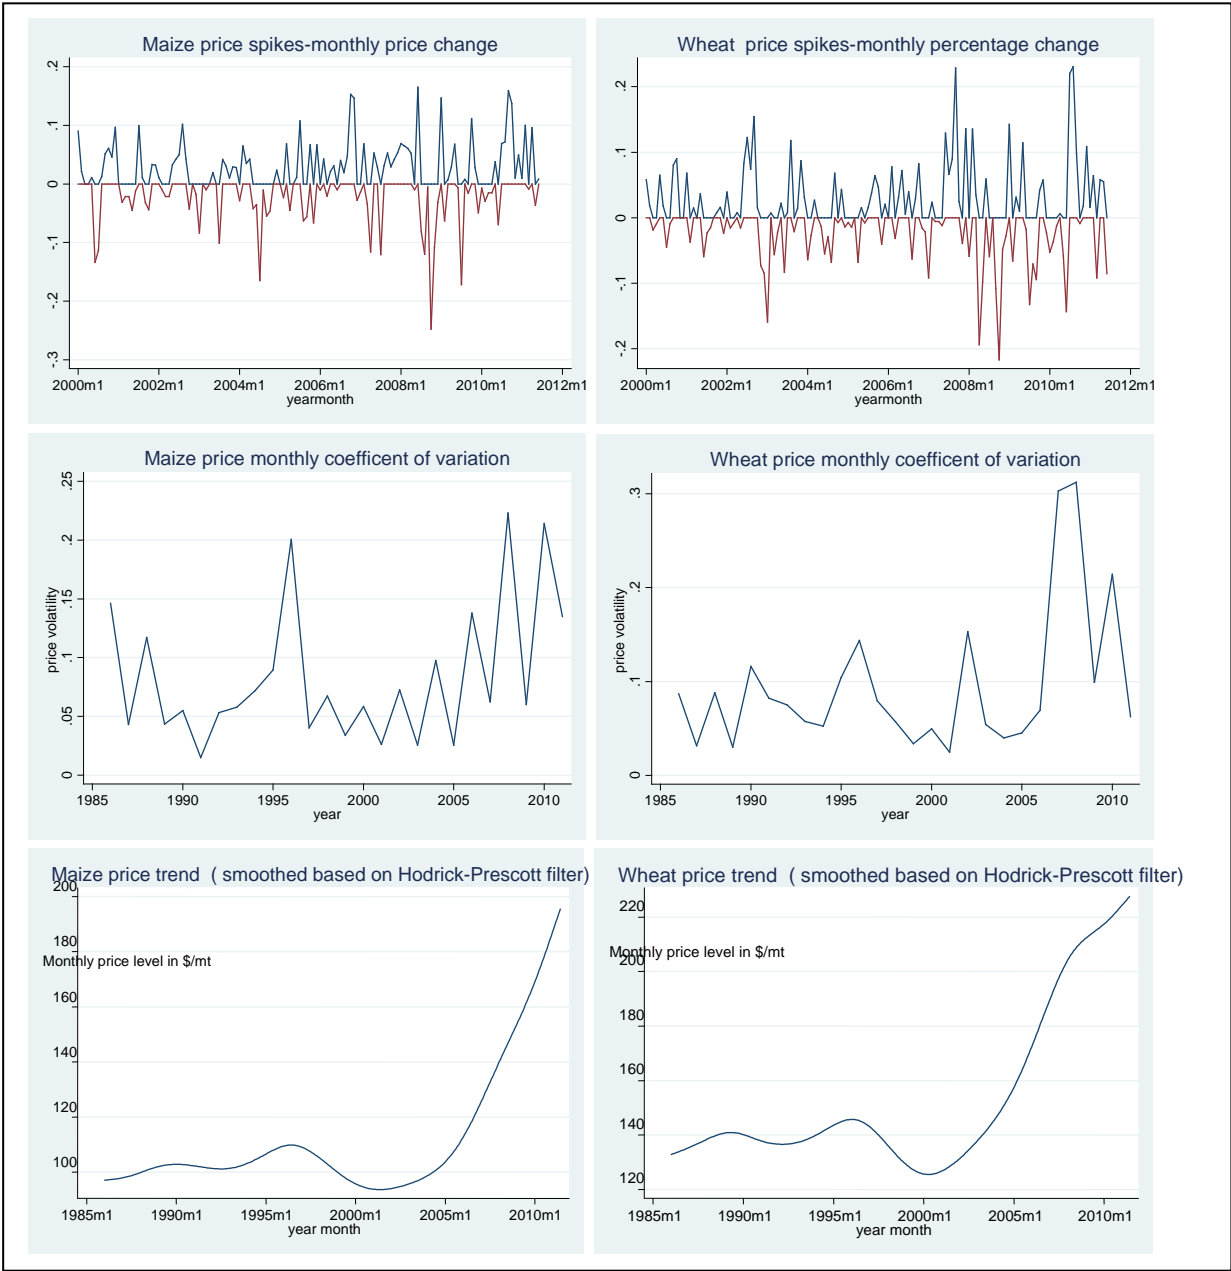 Maize price spikes-monthly price change
.2
.1
0
-.1
-.2
-.3
2000m1 2002m1 2004m1 2006m1 2008m1 2010m1 2012m1
yearmonth
Wheat price spikes-monthly percentage change
.2
.1
0
-.1
-.2
2000m1 2002m1 2004m1 2006m1 2008m1 2010m1 2012m1
yearmonth
Maize price monthly coefficent of variation
price volatility
.25
.2
.15
.1
.05
0
1985 1990 1995 2000 2005 2010
year
Wheat price monthly coefficent of variation
price volatility
.3
.2
.1
0
1985 1990 1995 2000 2005 2010
year
Maize price trend ( smoothed based on Hodrick-Prescott filter)
200
180
Monthly price level in $/mt
160
140
120
100
1985m1 1990m1 1995m1 2000m1 2005m1 2010m1
year month
Wheat price trend ( smoothed based on Hodrick-Prescott filter)
220
Monthly price level in $/mt
200
180
160
140
120
1985m1 1990m1 1995m1 2000m1 2005m1 2010m1
year month